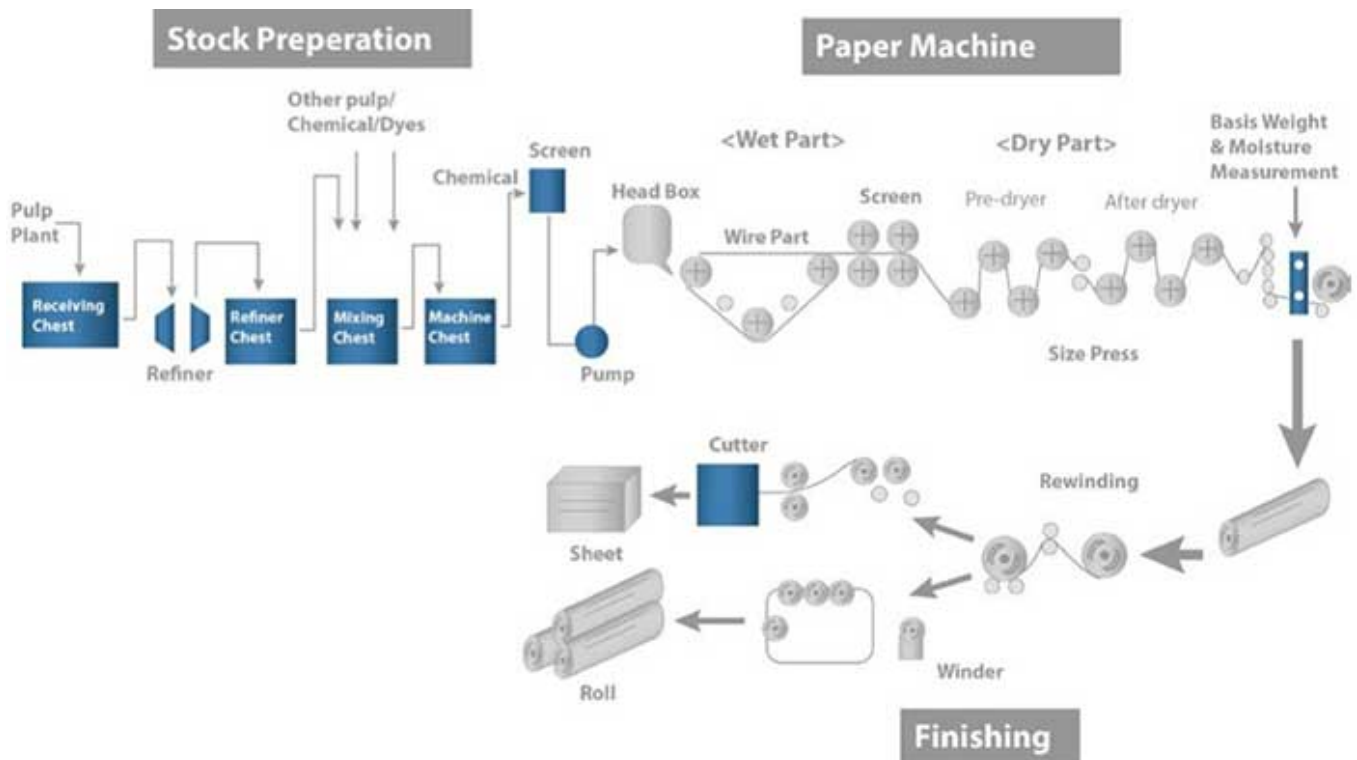 Stock Preperation
Paper Machine
Other pulp/
Chemical/Dyes
Screen
Chemical
Pulp
Plant
Receiving
Chest
Refiner
Refiner
Chest
Mixing
Chest
Machine
Chest
Pump
Head Box
<Wet Part>
Wire Part
Screen
<Dry Part>
Pre-dryer
After dryer
Size Press
Basis Weight
& Moisture
Measurement
Cutter
Sheet
Rewinding
Roll
Winder
Finishing